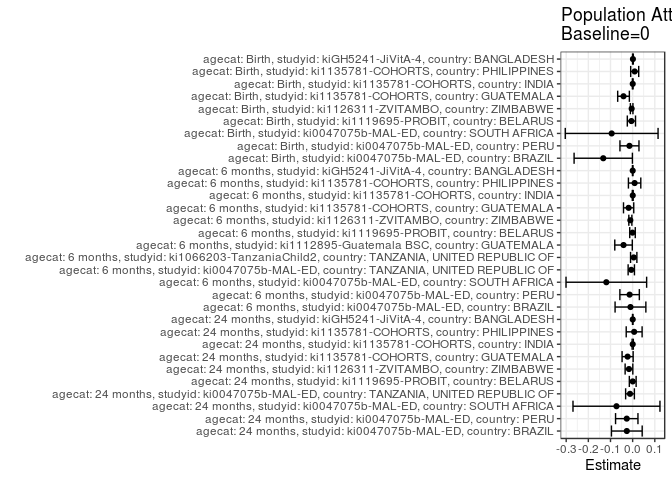 Population Att
Baseline=0
agecat: Birth, studyid: kiGH5241-JiVitA-4, country: BANGLADESH
agecat: Birth, studyid: ki1135781-COHORTS, country: PHILIPPINES
agecat: Birth, studyid: ki1135781-COHORTS, country: INDIA
agecat: Birth, studyid: ki1135781-COHORTS, country: GUATEMALA
agecat: Birth, studyid: ki1126311-ZVITAMBO, country: ZIMBABWE
agecat: Birth, studyid: ki1119695-PROBIT, country: BELARUS
agecat: Birth, studyid: ki0047075b-MAL-ED, country: SOUTH AFRICA
agecat: Birth, studyid: ki0047075b-MAL-ED, country: PERU
agecat: Birth, studyid: ki0047075b-MAL-ED, country: BRAZIL
agecat: 6 months, studyid: kiGH5241-JiVitA-4, country: BANGLADESH
agecat: 6 months, studyid: ki1135781-COHORTS, country: PHILIPPINES
agecat: 6 months, studyid: ki1135781-COHORTS, country: INDIA
agecat: 6 months, studyid: ki1135781-COHORTS, country: GUATEMALA
agecat: 6 months, studyid: ki1126311-ZVITAMBO, country: ZIMBABWE
agecat: 6 months, studyid: ki1119695-PROBIT, country: BELARUS
agecat: 6 months, studyid: ki1112895-Guatemala BSC, country: GUATEMALA
agecat: 6 months, studyid: ki1066203-TanzaniaChild2, country: TANZANIA, UNITED REPUBLIC OF
agecat: 6 months, studyid: ki0047075b-MAL-ED, country: TANZANIA, UNITED REPUBLIC OF
agecat: 6 months, studyid: ki0047075b-MAL-ED, country: SOUTH AFRICA
agecat: 6 months, studyid: ki0047075b-MAL-ED, country: PERU
agecat: 6 months, studyid: ki0047075b-MAL-ED, country: BRAZIL
agecat: 24 months, studyid: kiGH5241-JiVitA-4, country: BANGLADESH
agecat: 24 months, studyid: ki1135781-COHORTS, country: PHILIPPINES
agecat: 24 months, studyid: ki1135781-COHORTS, country: INDIA
agecat: 24 months, studyid: ki1135781-COHORTS, country: GUATEMALA
agecat: 24 months, studyid: ki1126311-ZVITAMBO, country: ZIMBABWE
agecat: 24 months, studyid: ki1119695-PROBIT, country: BELARUS
agecat: 24 months, studyid: ki0047075b-MAL-ED, country: TANZANIA, UNITED REPUBLIC OF
agecat: 24 months, studyid: ki0047075b-MAL-ED, country: SOUTH AFRICA
agecat: 24 months, studyid: ki0047075b-MAL-ED, country: PERU
agecat: 24 months, studyid: ki0047075b-MAL-ED, country: BRAZIL
-0.3 -0.2 -0.1 0.0 0.1
Estimate